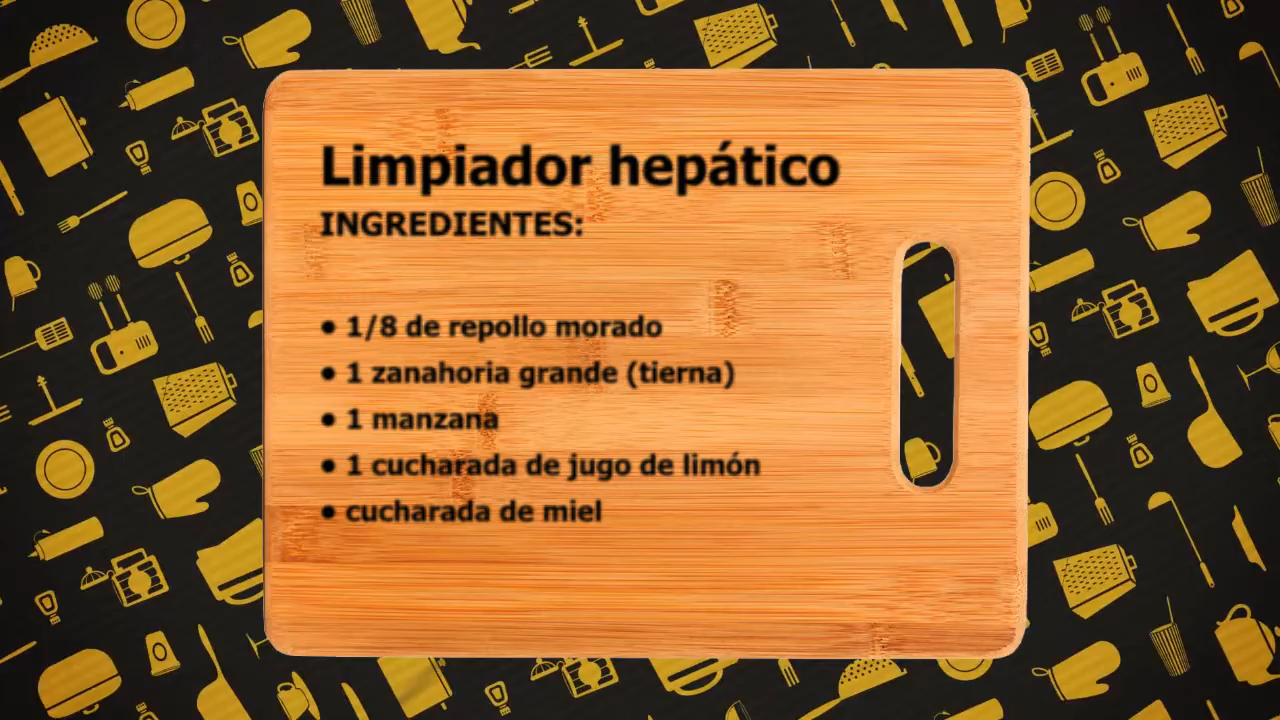 Limpiador hepático
INGREDIENTES:
• 1/8 de repollo morado
• 1 zanahoria grande (tierna)
• 1 manzana
• 1 cucharada de jugo de limón
• cucharada de miel